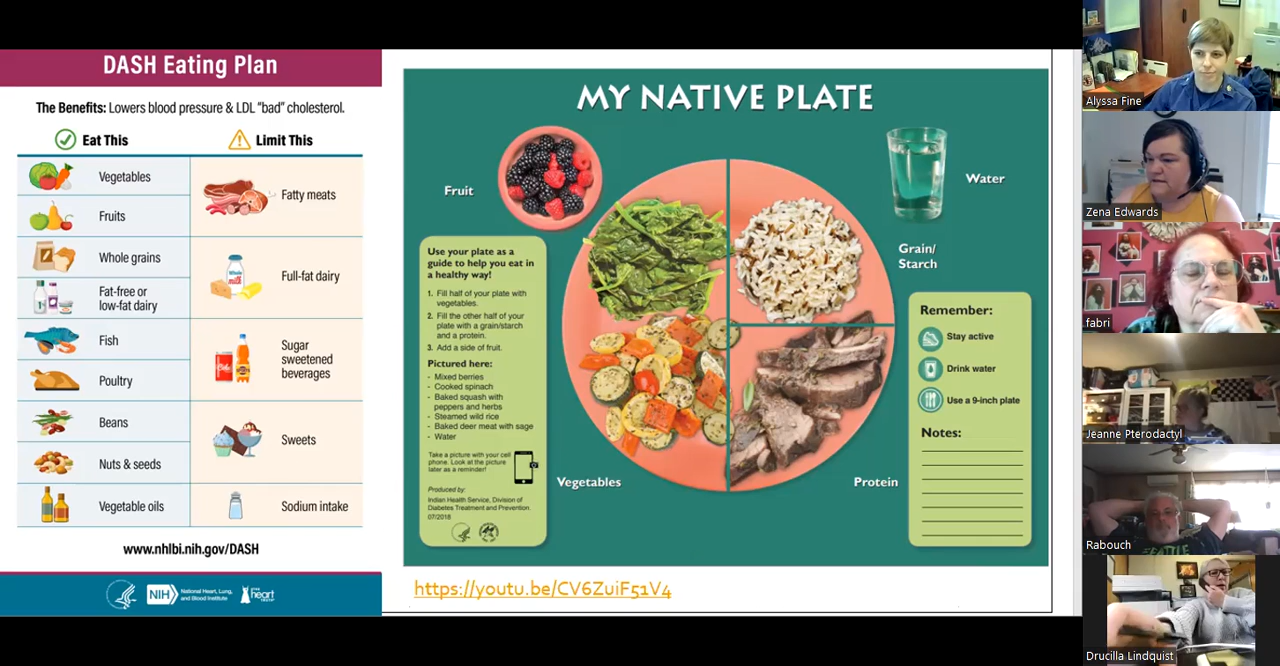 DASH Eating Plan
The Benefits: Lowers blood pressure & LDL “bad” cholesterol.
Eat This
Limit This
Vegetables
Fruits
Whole grains
Fat-free or
low-fat dairy
Fish
Poultry
Beans
Nuts & seeds
Vegetable oils
Fatty meats
Full-fat dairy
Sugar
sweetened
beverages
Sweets
Sodium intake
www.nhlbi.nih.gov/DASH
NIH
National Heart, Lung,
and Blood Institute
heart
MY NATIVE PLATE
Fruit
Water
Grain/
Starch
Vegetables
Protein
Use your plate as a
guide to help you eat in
a healthy way!
1. Fill half of your plate with
vegetables.
2. Fill the other half of your
plate with a grain/starch
and a protein.
3. Add a side of fruit.
Pictured here:
- Mixed berries
- Cooked spinach
- Baked squash with
peppers and herbs
- Steamed wild rice
- Baked deer meat with sage
- Water
Take a picture with your cell
phone. Look at the picture
later as a reminder!
Produced by:
Indian Health Service, Division of
Diabetes Treatment and Prevention.
07/2018
Remember:
Stay active
Drink water
Use a 9-inch plate
Notes:
https://youtu.be/CV6ZuiF51V4
Alyssa Fine
Zena Edwards
fabri
Jeanne Pterodactyl
Rabouch
SEATTLE
Drucilla Lindquist